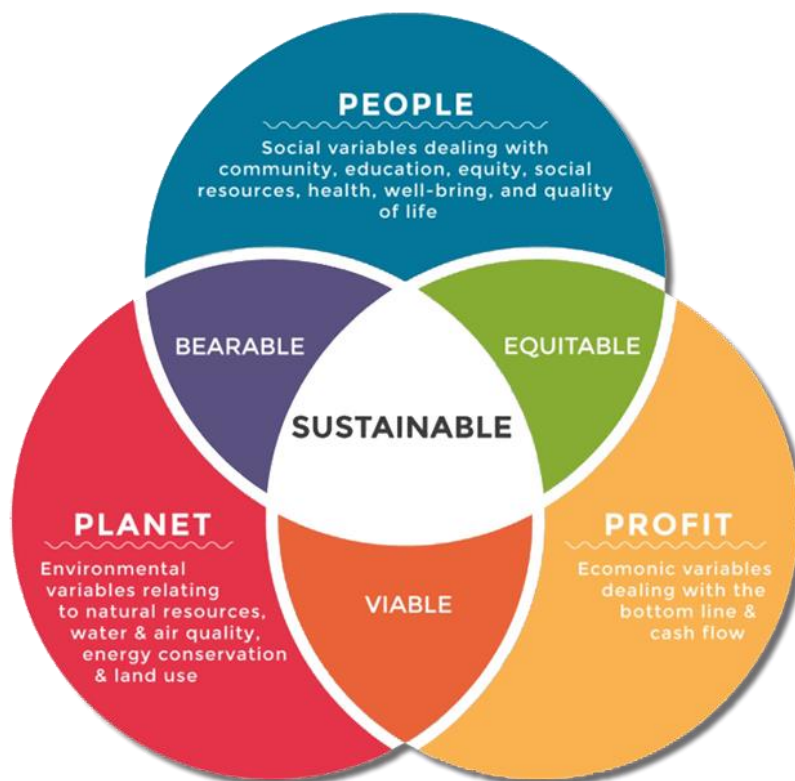 PEOPLE
Social variables dealing with
community, education, equity, social
resources, health, well-bring, and quality
of life
BEARABLE
EQUITABLE
SUSTAINABLE
PLANET
Environmental
variables relating
to natural resources,
water & air quality,
energy conservation
& land use
VIABLE
PROFIT
Ecomonic variables
dealing with the
bottom line &
cash flow